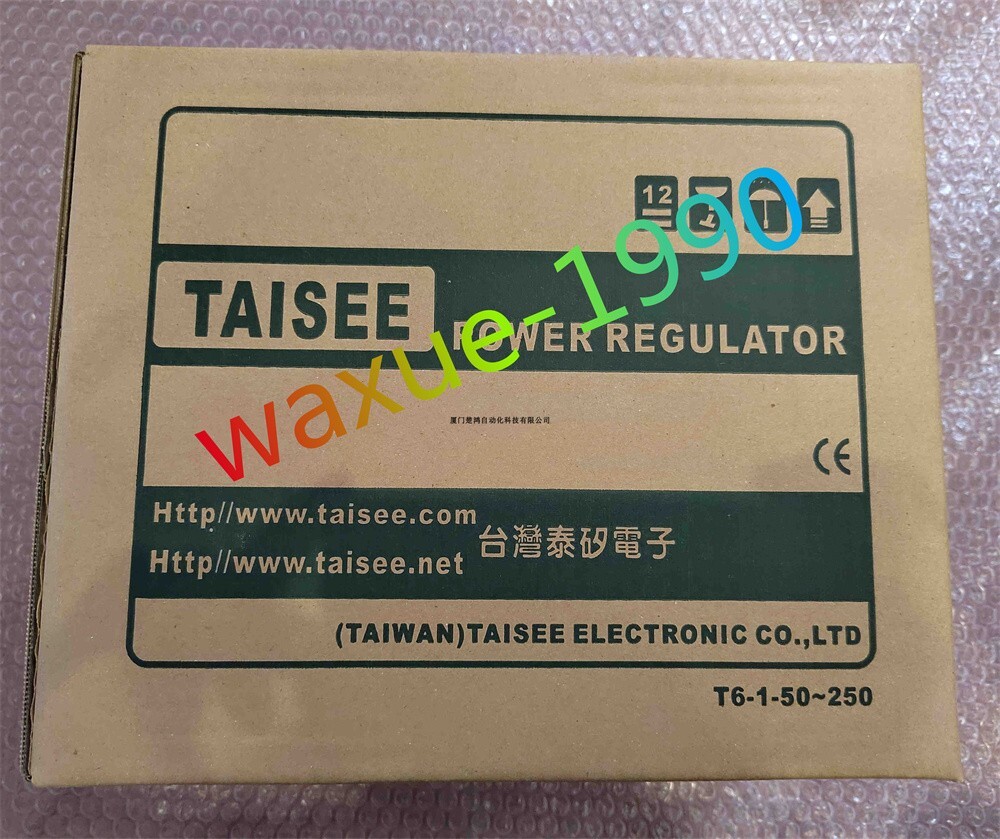 12
TAISEE
POWER REGULATOR
waxue-1990
厦门楚鸿自动化科技有限公司
CE
Http//www.taisee.com
Http//www.taisee.net
台灣泰矽電子
(TAIWAN)TAISEE ELECTRONIC CO.,LTD
T6-1-50~250